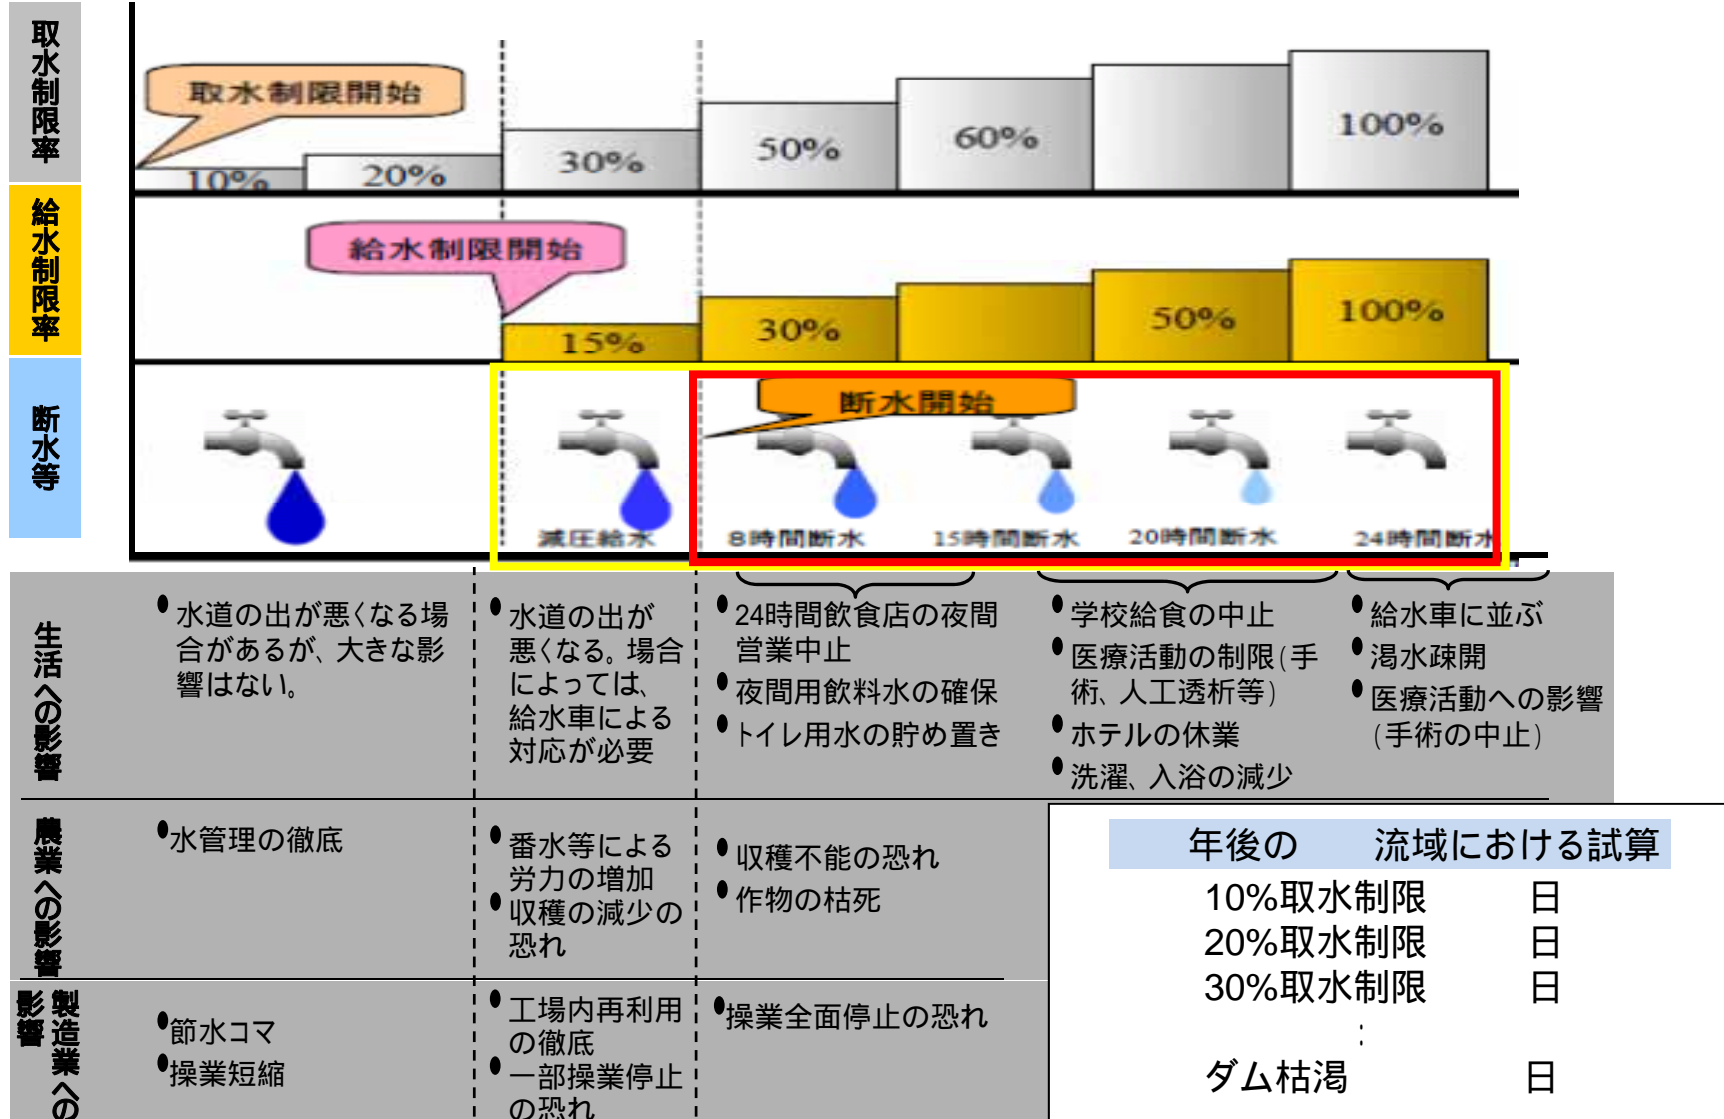 取水制限率
取水制限開始
10%
20%
30%
50%
60%
100%
給水制限率
給水制限開始
15%
30%
50%
100%
断水等
断水開始
減圧給水
8時間断水
15時間断水
20時間断水
24時間断水
生活への影響
●水道の出が悪くなる場
合があるが、大きな影
響はない。
●水道の出が
悪くなる。場合
によっては、
給水車による
対応が必要
●24時間飲食店の夜間
営業中止
●夜間用飲料水の確保
●トイレ用水の貯め置き
●学校給食の中止
●医療活動の制限(手
術、人工透析等)
●ホテルの休業
●洗濯、入浴の減少
●給水車に並ぶ
●渇水疎開
●医療活動への影響
(手術の中止)
農業への影響
●水管理の徹底
●番水等による
労力の増加
●収穫の減少の
恐れ
●収穫不能の恐れ
●作物の枯死
製造業への
影響
●節水コマ
●操業短縮
●工場内再利用
の徹底
●一部操業停止
の恐れ
●操業全面停止の恐れ
年後の　　流域における試算
10%取水制限　　日
20%取水制限　　日
30%取水制限　　日
：
ダム枯渇　　日